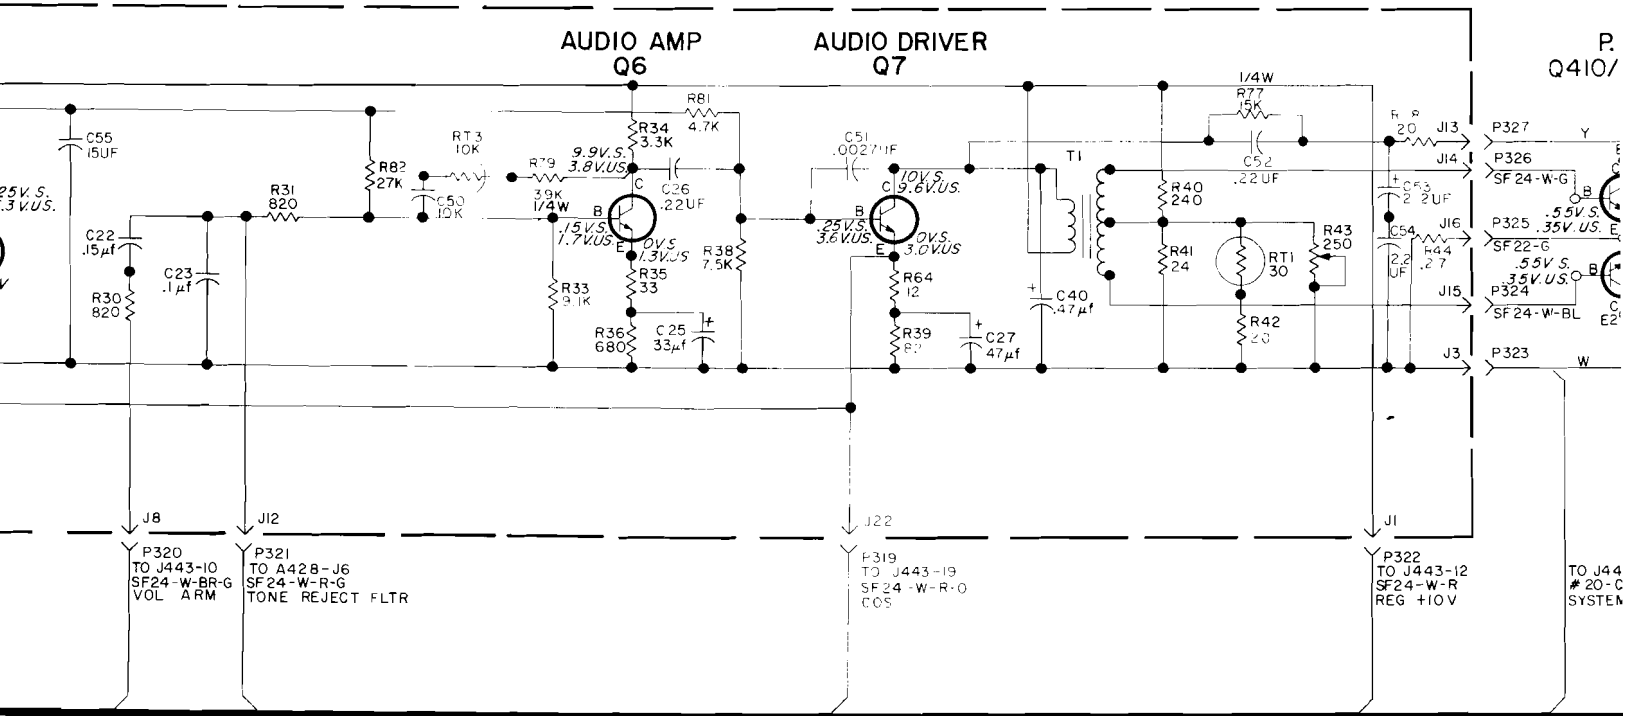 AUDIO AMP
Q6
AUDIO DRIVER
Q7
P.
Q410/
C55
15UF
25V.S.
.3V.US.
R82
27K
RT3
10K
C50
R31
820
C22
.15µf
R30
820
C23
.1µf
R79
39K
1/4W
9.9V.S.
3.8V.US.
R34
3.3K
R81
4.7K
C26
.22UF
C
B
E
.15V.S.
1.7V.US.
0V.S
1.3V.US
R35
33
R33
9.1K
R36
680
C25
33µf
+
R38
7.5K
C51
.0027UF
10V.S.
9.6V.US.
C
B
E
.25V.S.
3.6V.US.
0V.S.
3.0V.US.
R64
12
R39
C27
47µf
+
C40
.47µf
+
T1
1/4W
R77
15K
C52
.22UF
R40
240
R41
24
RT1
30
R42
R43
250
20
+
C53
2.2UF
C54
2.2
UF
R44
J13
P327
Y
J14
P326
SF24-W-G
B
.55V.S.
.35V.US.
J16
P325
SF22-G
.55V S.
.35V.US.
B
J15
P324
SF24-W-BL
J3
P323
W
E
C
J8
P320
TO J443-10
SF24-W-BR-G
VOL ARM
J12
P321
TO A428-J6
SF24-W-R-G
TONE REJECT FLTR
J22
P319
TO J443-19
SF24-W-R-O
COS
J1
P322
TO J443-12
SF24-W-R
REG +10V
TO J44
#20-C
SYSTEM